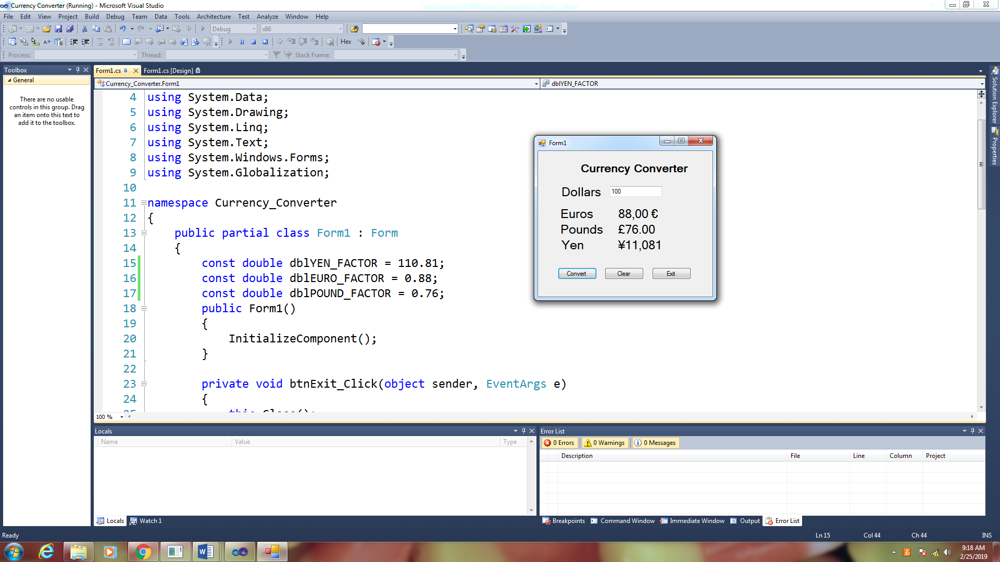 Currency Converter (Running) - Microsoft Visual Studio
File Edit View Project Build Debug Team Data Tools Architecture Test Analyze Window Help
Debug x86
Hex
Process: Thread: Stack Frame:
Toolbox
General
There are no usable
controls in this group. Drag
an item onto this text to
add it to the toolbox.
Form1.cs Form1.cs [Design]
Currency_Converter.Form1 dblYEN_FACTOR
4 using System.Data;
5 using System.Drawing;
6 using System.Linq;
7 using System.Text;
8 using System.Windows.Forms;
9 using System.Globalization;
10
11 namespace Currency_Converter
12 {
13 public partial class Form1 : Form
14 {
15 const double dblYEN_FACTOR = 110.81;
16 const double dblEURO_FACTOR = 0.88;
17 const double dblPOUND_FACTOR = 0.76;
18 public Form1()
19 {
20 InitializeComponent();
21 }
22
23 private void btnExit_Click(object sender, EventArgs e)
24 {
25 this.Close();
100 %
Form1
Currency Converter
Dollars 100
Euros 88,00 €
Pounds £76.00
Yen ¥11,081
Convert Clear Exit
Solution Explorer
Properties
Locals
Name Value Type
Locals Watch 1
Error List
0 Errors 0 Warnings 0 Messages
Description File Line Column Project
Breakpoints Command Window Immediate Window Output Error List
Ready Ln 15 Col 44 Ch 44 INS
9:18 AM
2/25/2019